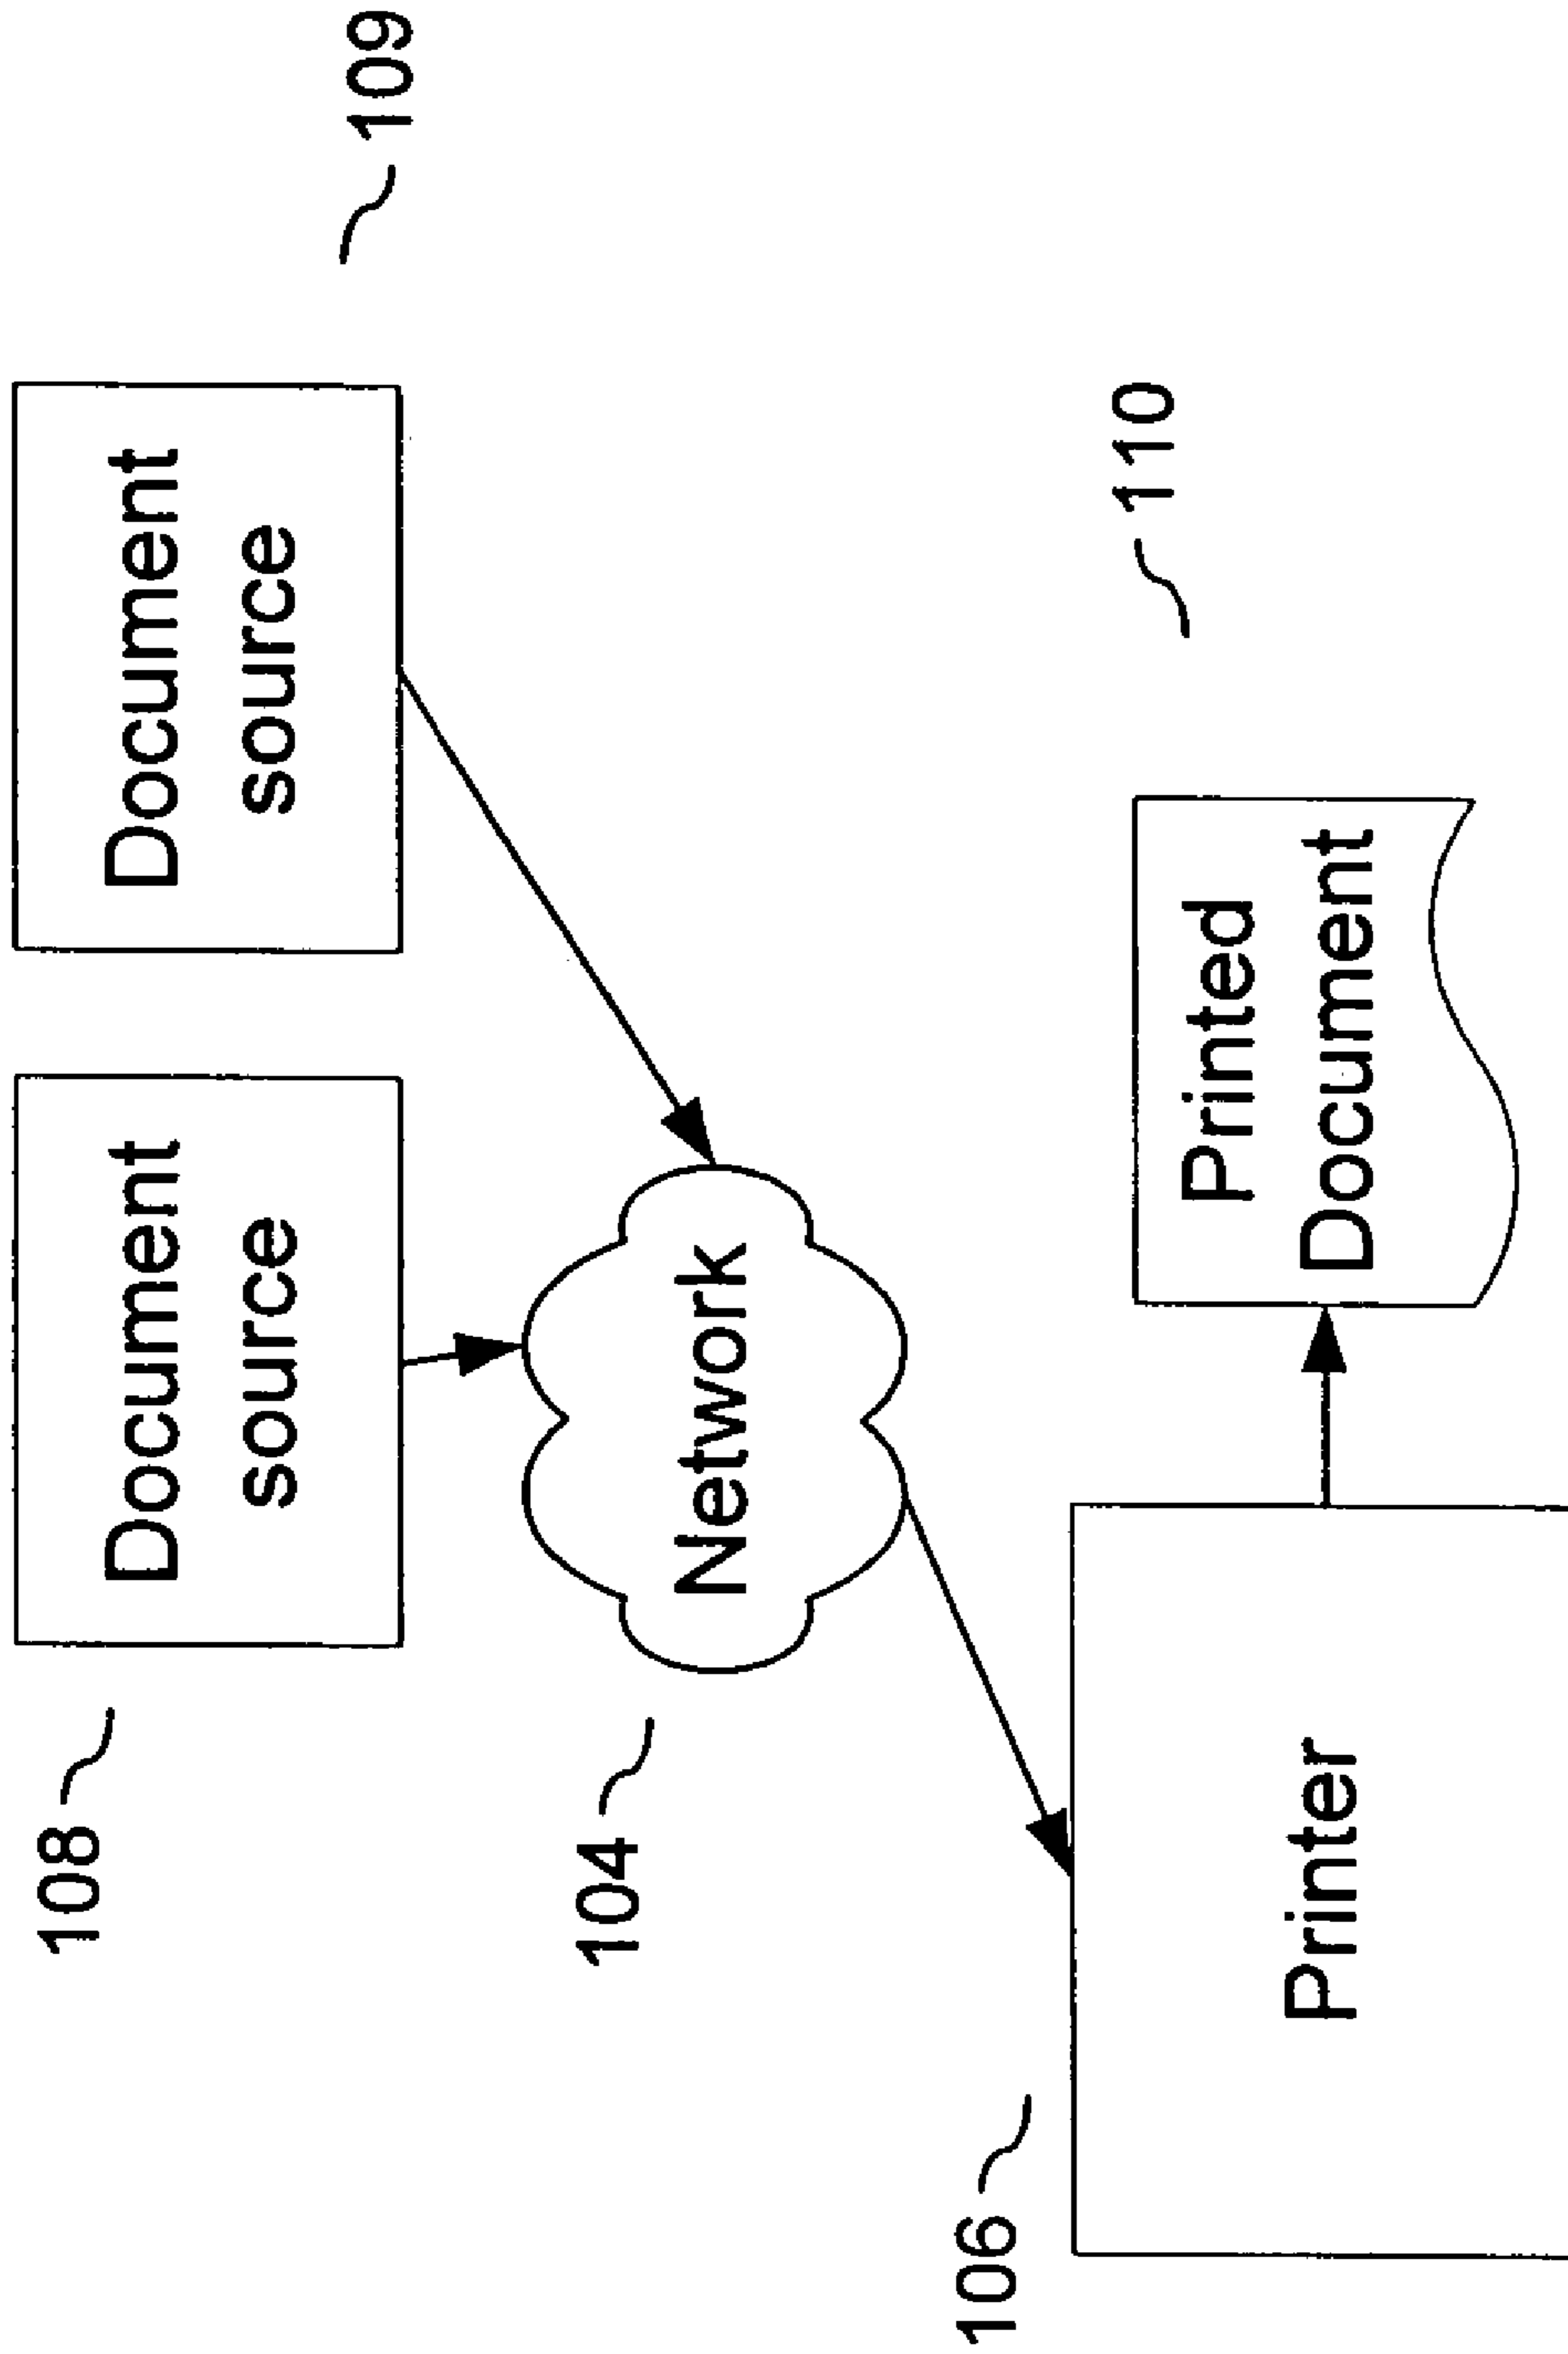 108
Document
source
Document
source
109
104
Network
106
Printer
Printed
Document
110